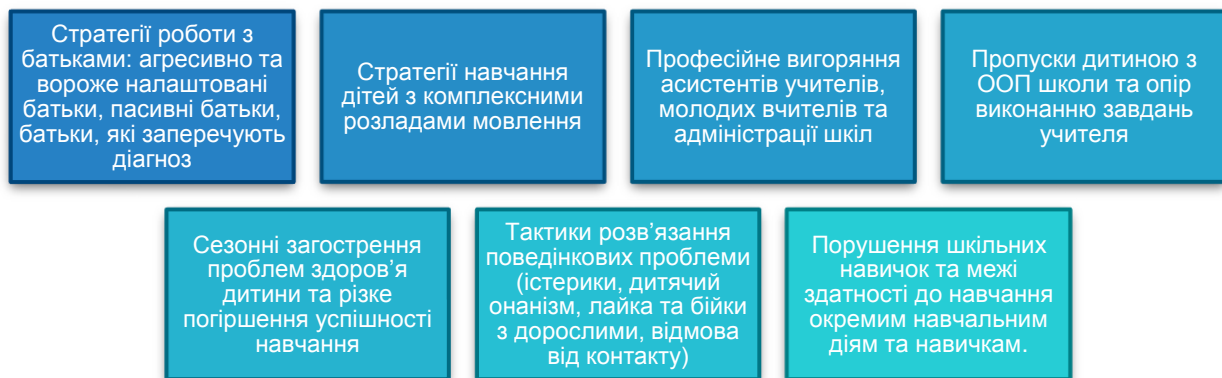 Стратегії роботи з
батьками: агресивно та
вороже налаштовані
батьки, пасивні батьки,
батьки, які заперечують
діагноз
Стратегії навчання
дітей з комплексними
розладами мовлення
Професійне вигоряння
асистентів учителів,
молодих вчителів та
адміністрації шкіл
Пропуски дитиною з
ООП школи та опір
виконанню завдань
учителя
Сезонні загострення
проблем здоров’я
дитини та різке
погіршення успішності
навчання
Тактики розв’язання
поведінкових проблеми
(істерики, дитячий
онанізм, лайка та бійки
з дорослими, відмова
від контакту)
Порушення шкільних
навичок та межі
здатності до навчання
окремим навчальним
діям та навичкам.